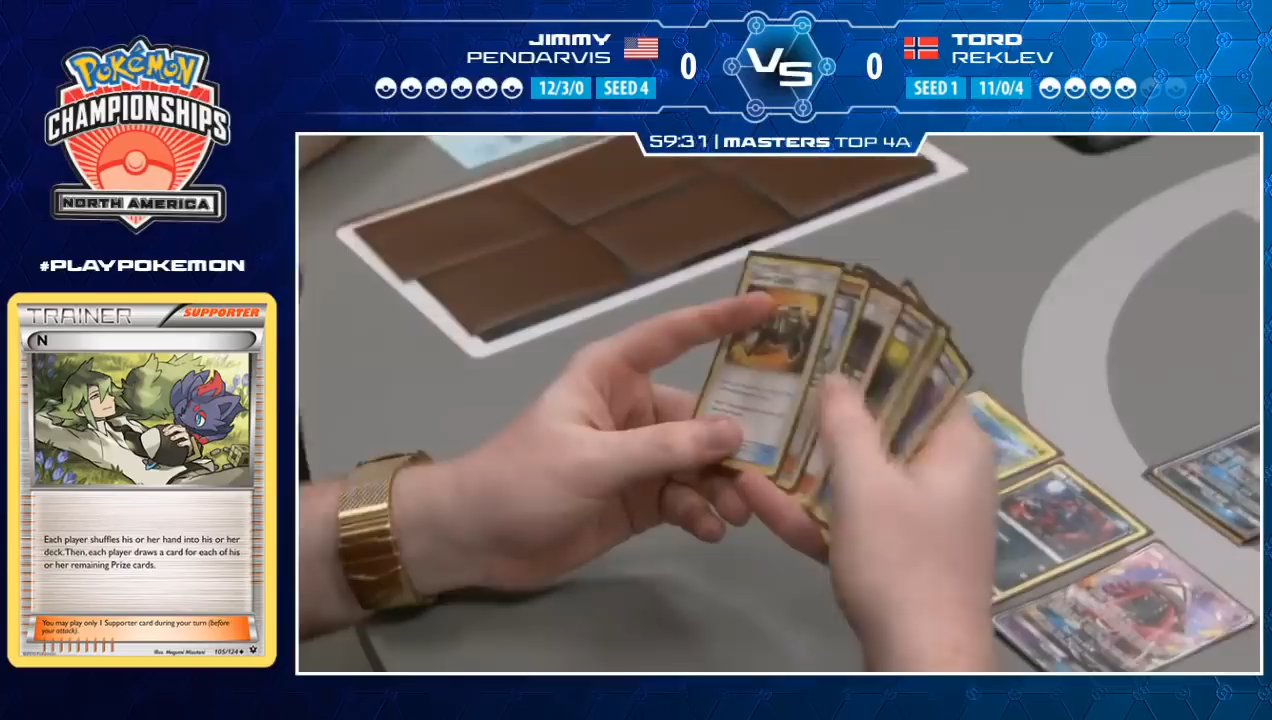 POKÉMON
CHAMPIONSHIPS
NORTH AMERICA
#PLAYPOKEMON
JIMMY
PENDARVIS
0
12/3/0
SEED 4
VS
0
TORD
REKLEV
SEED 1
11/0/4
59:31 | MASTERS TOP 4A
TRAINER
SUPPORTER
N
Each player shuffles his or her hand into his or her
deck. Then, each player draws a card for each of his
or her remaining Prize cards.
You may play only 1 Supporter card during your turn (before
your attack).
Illus. Megumi Mizutani
105/124